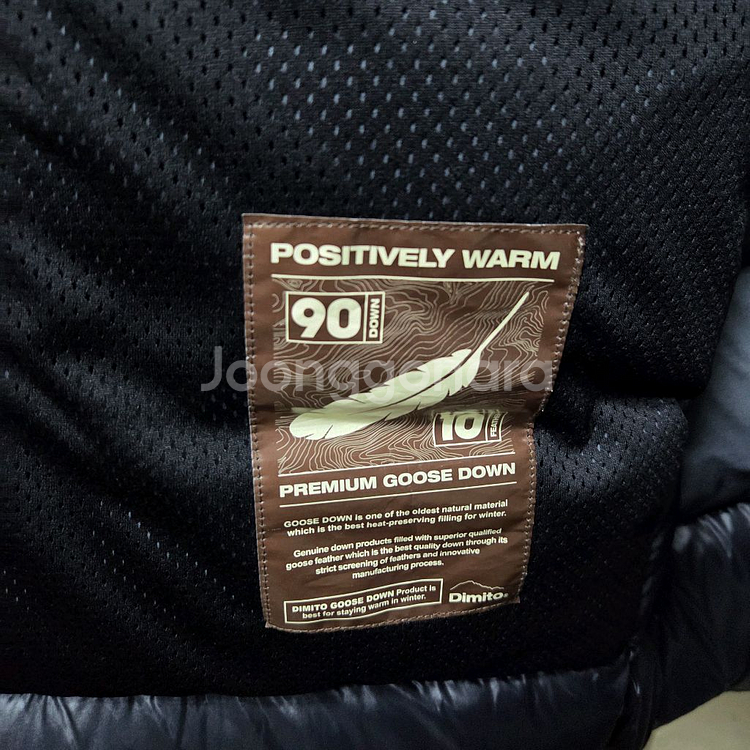 POSITIVELY WARM
90 DOWN
Joonggonara
10
PREMIUM GOOSE DOWN
GOOSE DOWN is one of the oldest natural material
which is the best heat-preserving filling for winter.
Genuine down products filled with superior qualified
goose feather which is the best quality down through its
strict screening of feathers and innovative
manufacturing process.
DIMITO GOOSE DOWN Product is
best for staying warm in winter.
Dimito.